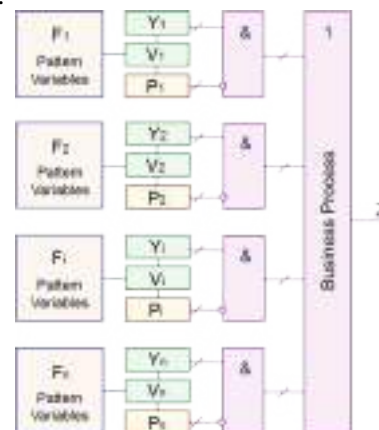 F1
Pattern
Variables
Y1
V1
P1
&
1
F2
Pattern
Variables
Y2
V2
P2
&
Business Process
Fi
Pattern
Variables
Yi
Vi
Pi
&
Fn
Pattern
Variables
Yn
Vn
Pn
&